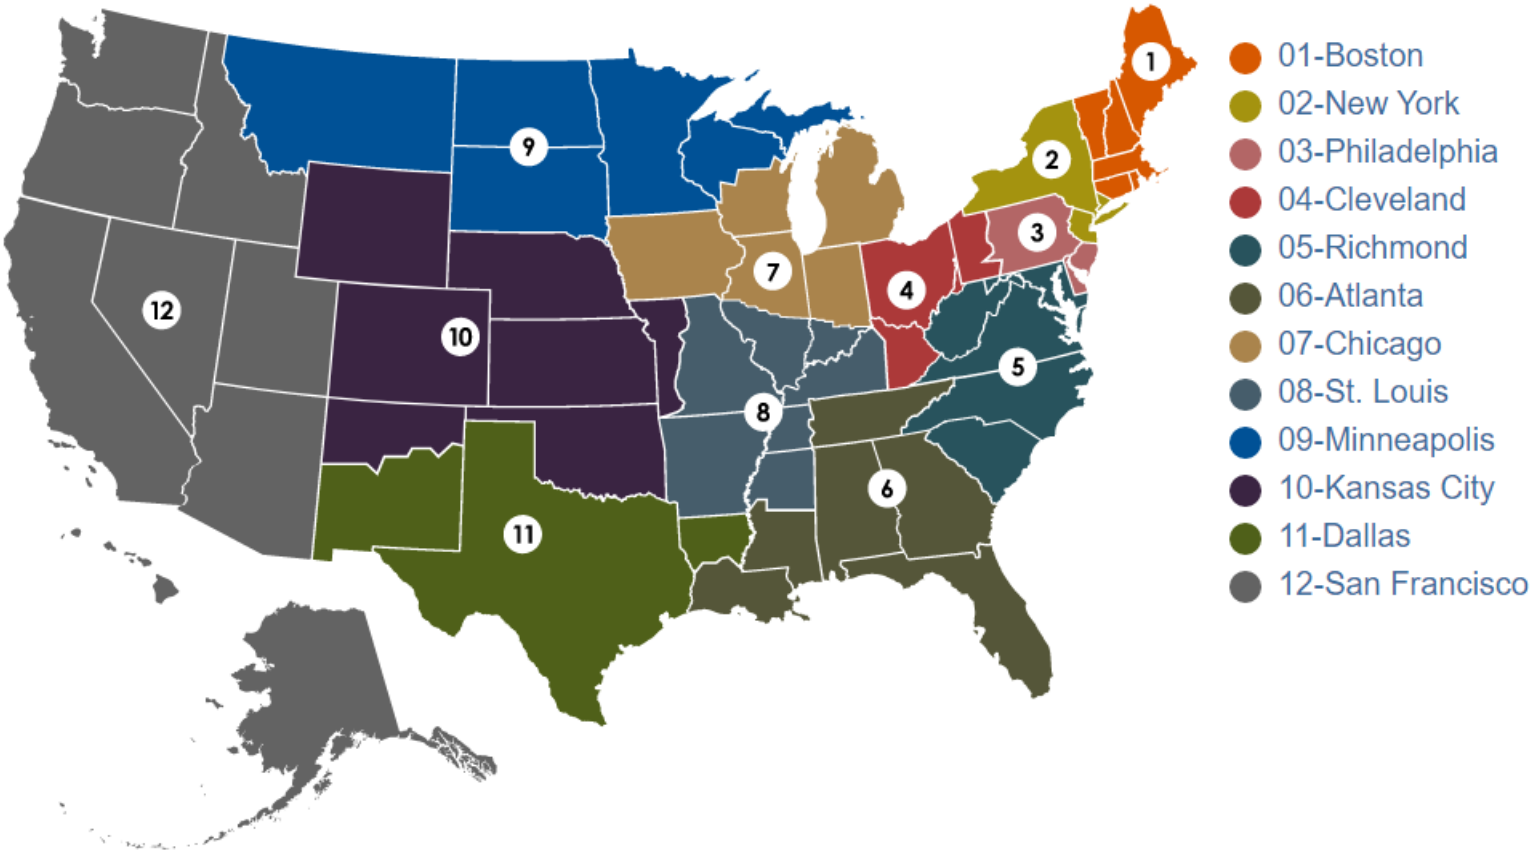 1
2
3
4
5
6
7
8
9
10
11
12
01-Boston
02-New York
03-Philadelphia
04-Cleveland
05-Richmond
06-Atlanta
07-Chicago
08-St. Louis
09-Minneapolis
10-Kansas City
11-Dallas
12-San Francisco